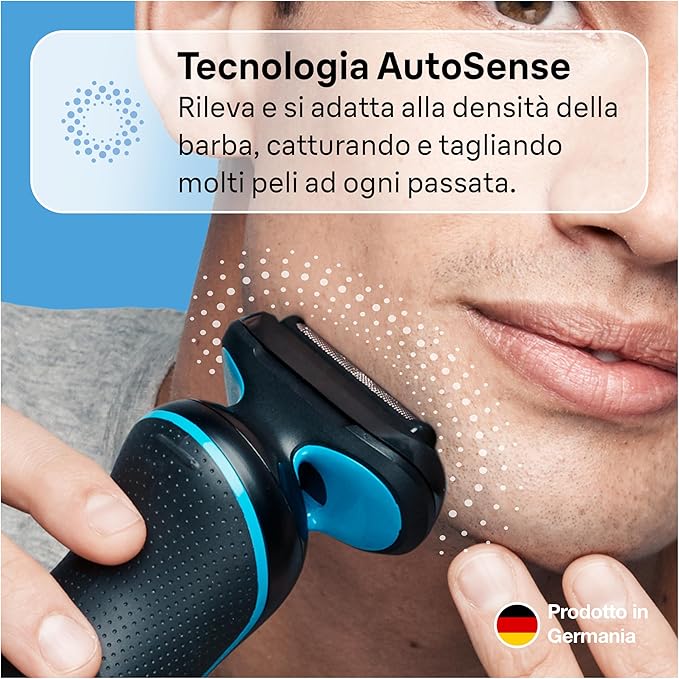 Tecnologia AutoSense
Rileva e si adatta alla densità della
barba, catturando e tagliando
molti peli ad ogni passata.
Prodotto in
Germania